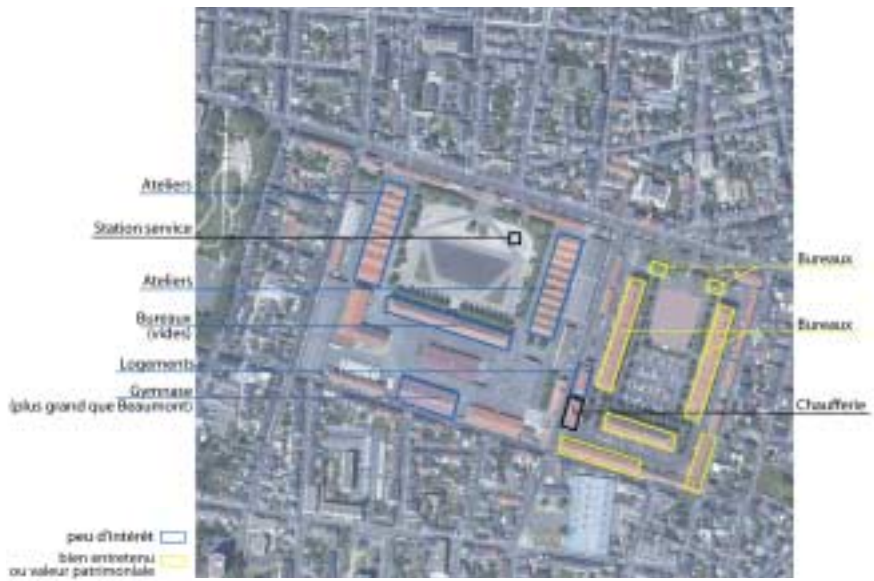 Ateliers
Station service
Ateliers
Bureaux
(vides)
Logements
Gymnase
(plus grand que Beaumont)
Bureaux
Bureaux
Chaufferie
peu d'intérêt
bien entretenu
ou valeur patrimoniale